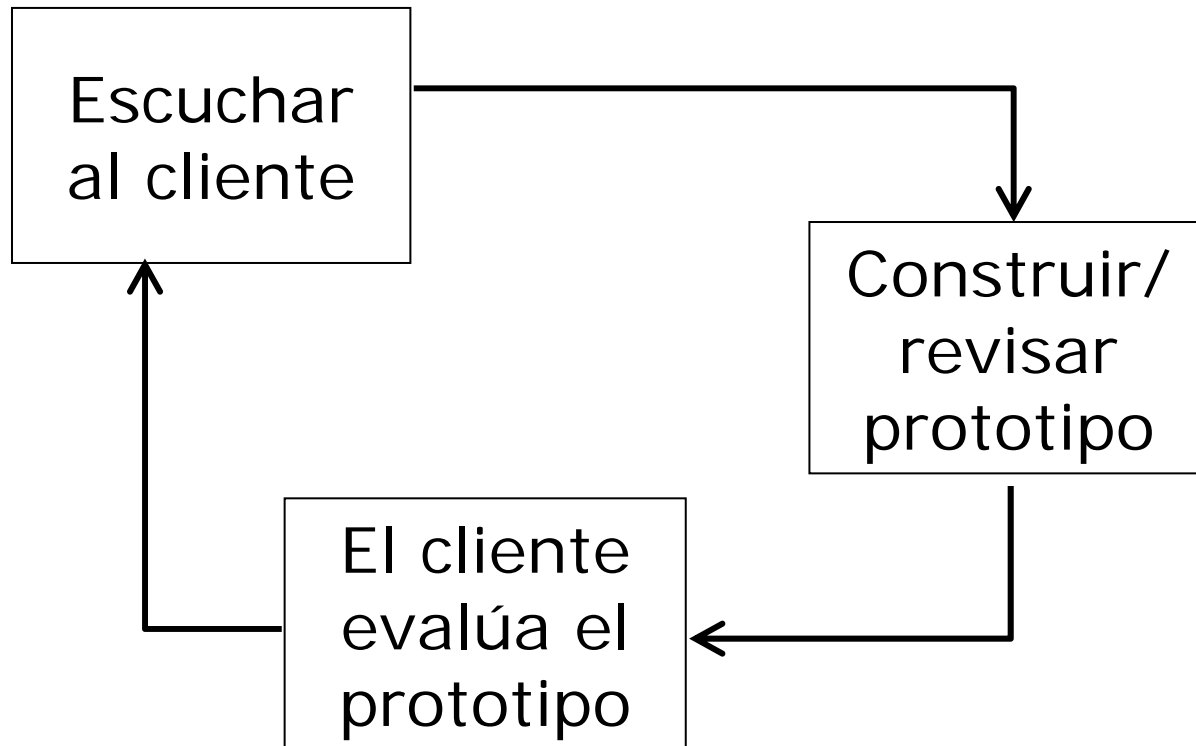 Escuchar
al cliente
Construir/
revisar
prototipo
El cliente
evalúa el
prototipo